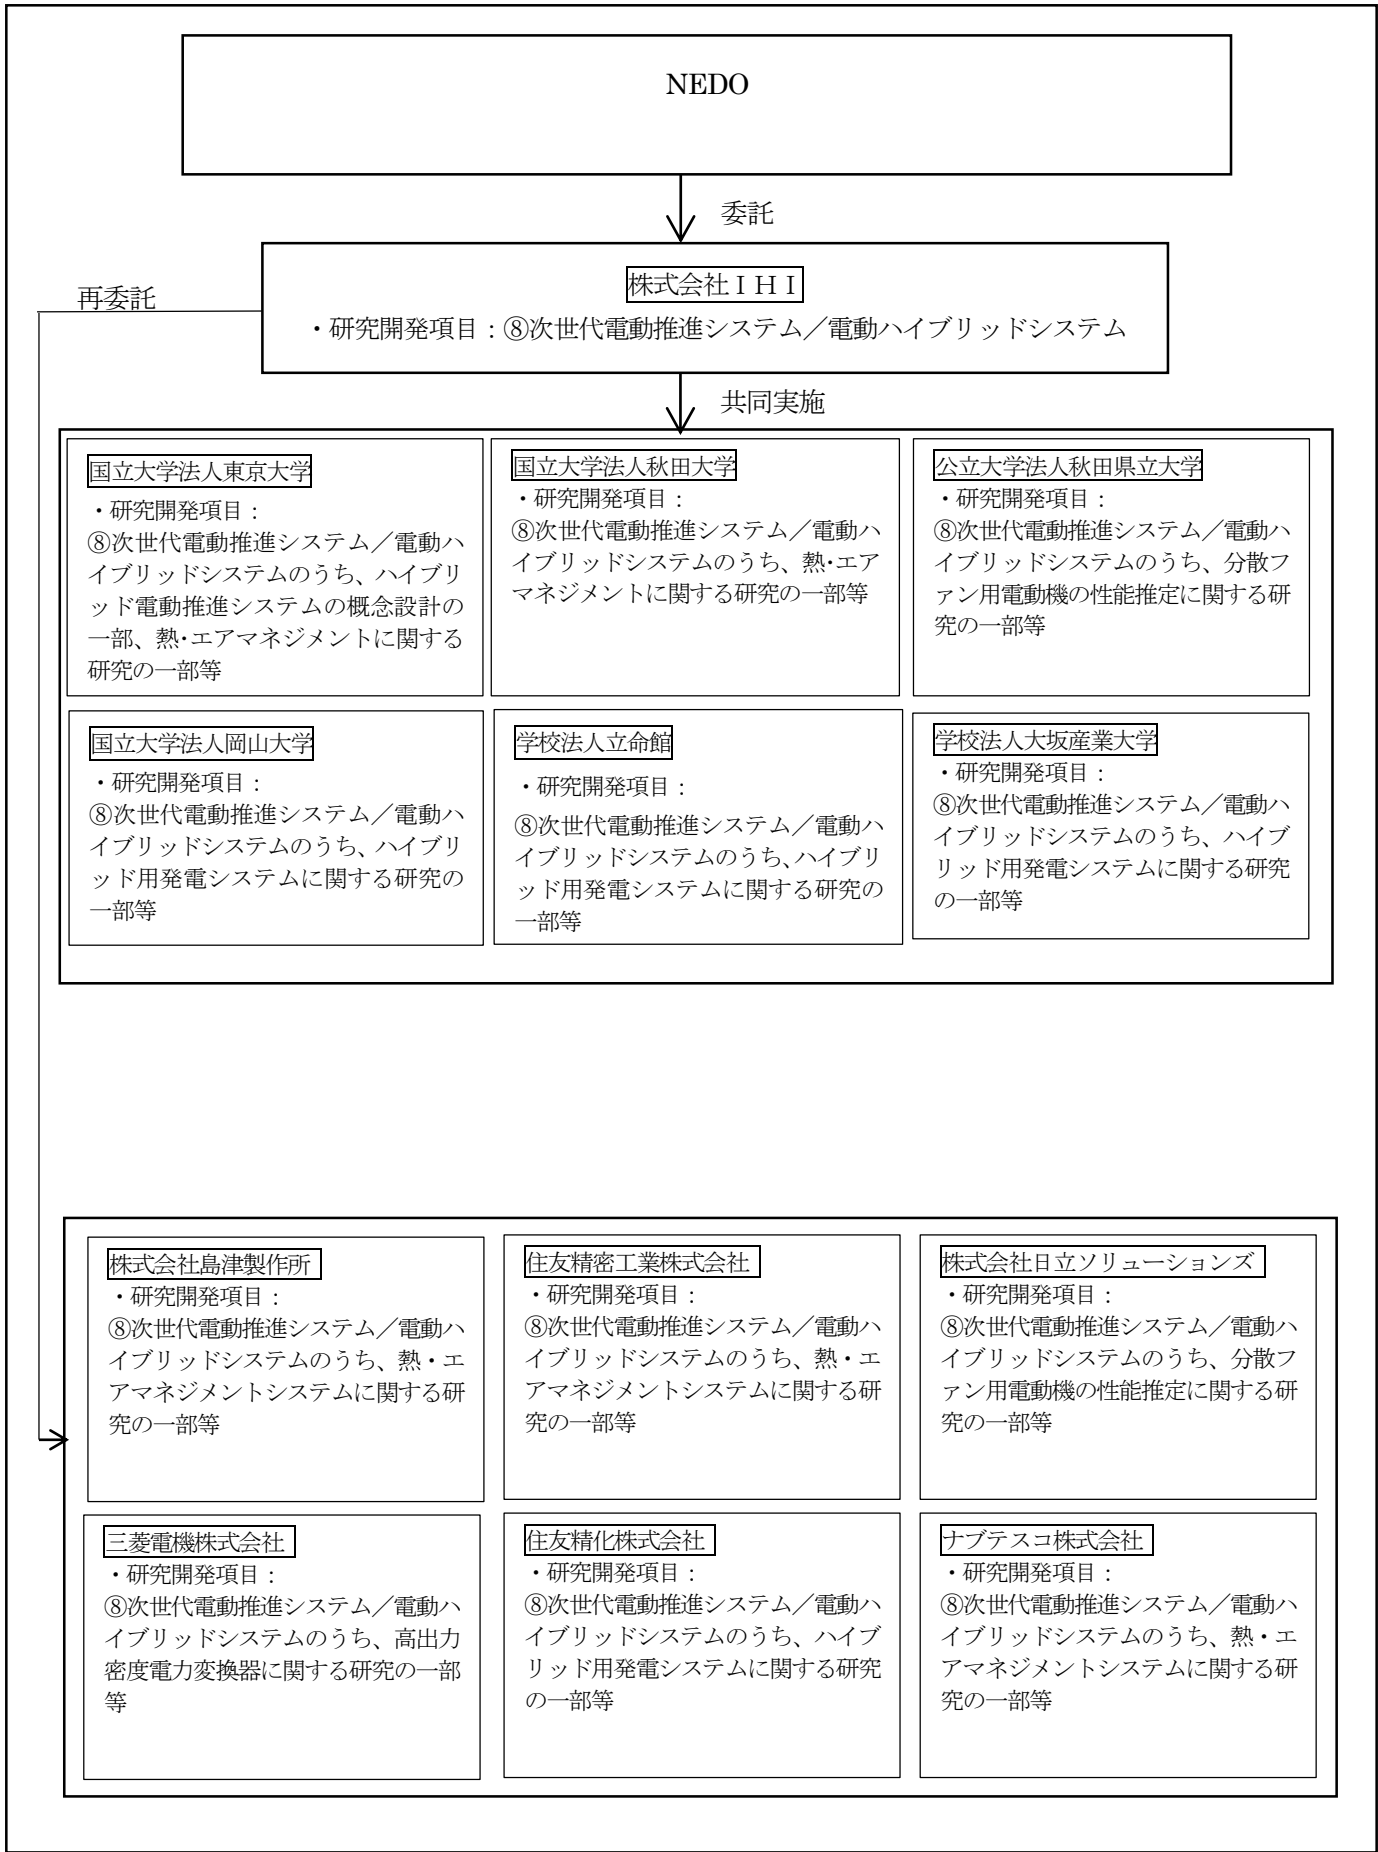 NEDO
委託
株式会社ＩＨＩ
再委託
・研究開発項目：⑧次世代電動推進システム／電動ハイブリッドシステム
共同実施
国立大学法人東京大学
・研究開発項目：
⑧次世代電動推進システム／電動ハ
イブリッドシステムのうち、ハイブリ
ッド電動推進システムの概念設計の
一部、熱･エアマネジメントに関する
研究の一部等
国立大学法人秋田大学
・研究開発項目：
⑧次世代電動推進システム／電動ハ
イブリッドシステムのうち、熱･エア
マネジメントに関する研究の一部等
公立大学法人秋田県立大学
・研究開発項目：
⑧次世代電動推進システム／電動ハ
イブリッドシステムのうち、分散フ
ァン用電動機の性能推定に関する研
究の一部等
国立大学法人岡山大学
・研究開発項目：
⑧次世代電動推進システム／電動ハ
イブリッドシステムのうち、ハイブリ
ッド用発電システムに関する研究の
一部等
学校法人立命館
・研究開発項目：
⑧次世代電動推進システム／電動ハ
イブリッドシステムのうち、ハイブリ
ッド用発電システムに関する研究の
一部等
学校法人大坂産業大学
・研究開発項目：
⑧次世代電動推進システム／電動ハ
イブリッドシステムのうち、ハイブ
リッド用発電システムに関する研究
の一部等
株式会社島津製作所
・研究開発項目：
⑧次世代電動推進システム／電動ハ
イブリッドシステムのうち、熱・エ
アマネジメントシステムに関する研
究の一部等
住友精密工業株式会社
・研究開発項目：
⑧次世代電動推進システム／電動ハ
イブリッドシステムのうち、熱・エ
アマネジメントシステムに関する研
究の一部等
株式会社日立ソリューションズ
・研究開発項目：
⑧次世代電動推進システム／電動ハ
イブリッドシステムのうち、分散フ
ァン用電動機の性能推定に関する研
究の一部等
三菱電機株式会社
・研究開発項目：
⑧次世代電動推進システム／電動ハ
イブリッドシステムのうち、高出力
密度電力変換器に関する研究の一部
等
住友精化株式会社
・研究開発項目：
⑧次世代電動推進システム／電動ハ
イブリッドシステムのうち、ハイブ
リッド用発電システムに関する研究
の一部等
ナブテスコ株式会社
・研究開発項目：
⑧次世代電動推進システム／電動ハ
イブリッドシステムのうち、熱・エ
アマネジメントシステムに関する研
究の一部等